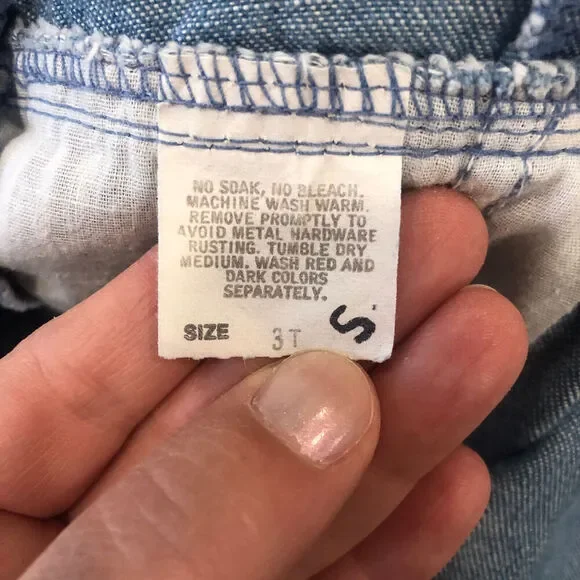 NO SOAK, NO BLEACH.
MACHINE WASH WARM.
REMOVE PROMPTLY TO
AVOID METAL HARDWARE
RUSTING. TUMBLE DRY
MEDIUM. WASH RED AND
DARK COLORS
SEPARATELY.
SIZE 3T S.